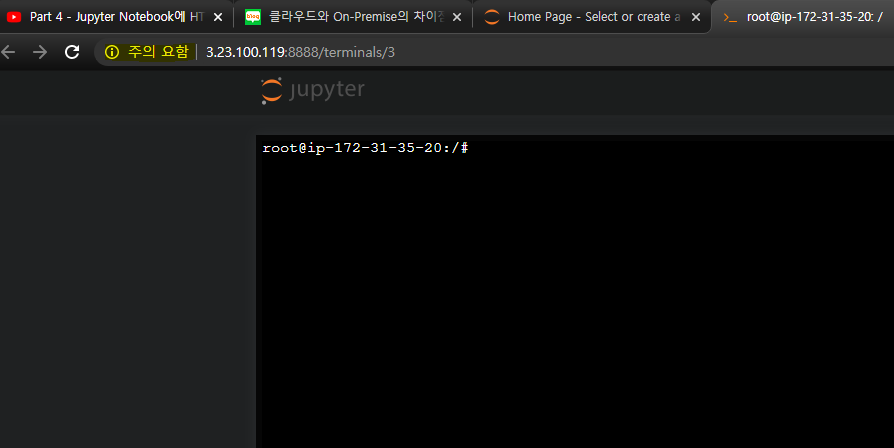 Part 4 - Jupyter Notebook에 HT
blog 클라우드와 On-Premise의 차이점
Home Page - Select or create a
root@ip-172-31-35-20: /
주의 요함 3.23.100.119:8888/terminals/3
jupyter
root@ip-172-31-35-20:/#